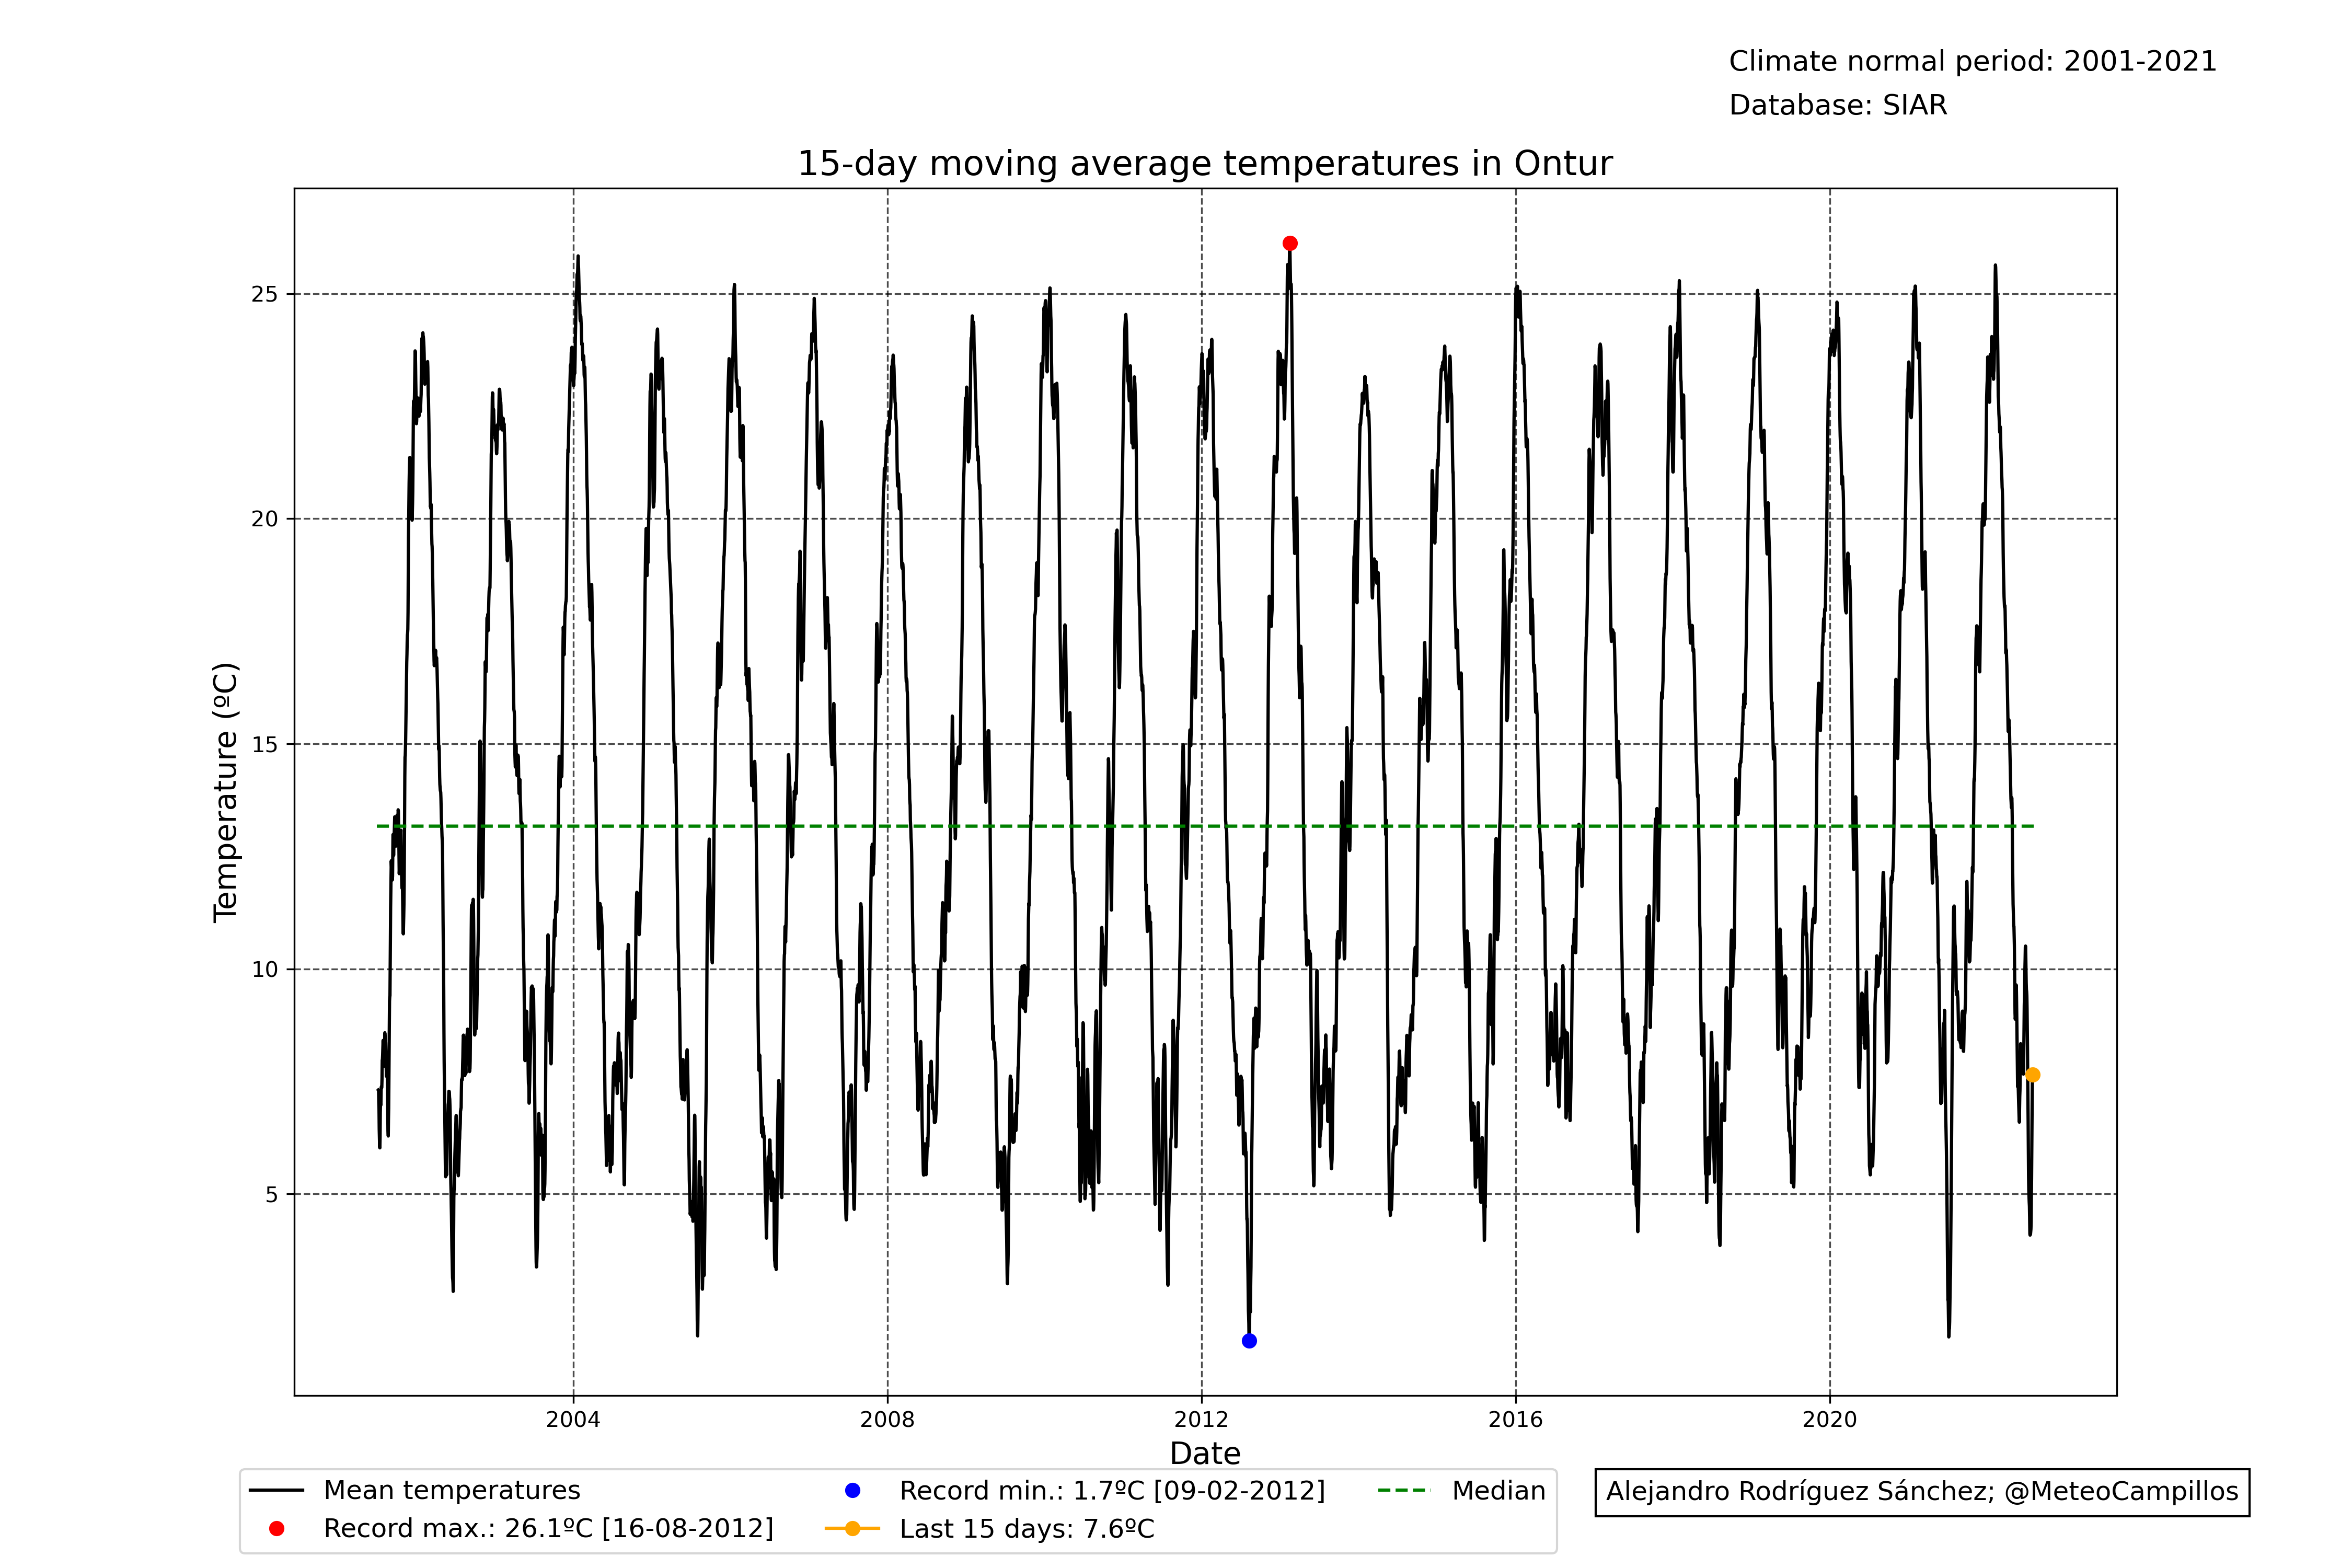 Climate normal period: 2001-2021
Database: SIAR
15-day moving average temperatures in Ontur
25
20
15
10
5
Temperature (ºC)
2004 2008 2012 2016 2020
Date
Mean temperatures
Record max.: 26.1ºC [16-08-2012]
Record min.: 1.7ºC [09-02-2012]
Last 15 days: 7.6ºC
Median
Alejandro Rodríguez Sánchez; @MeteoCampillos